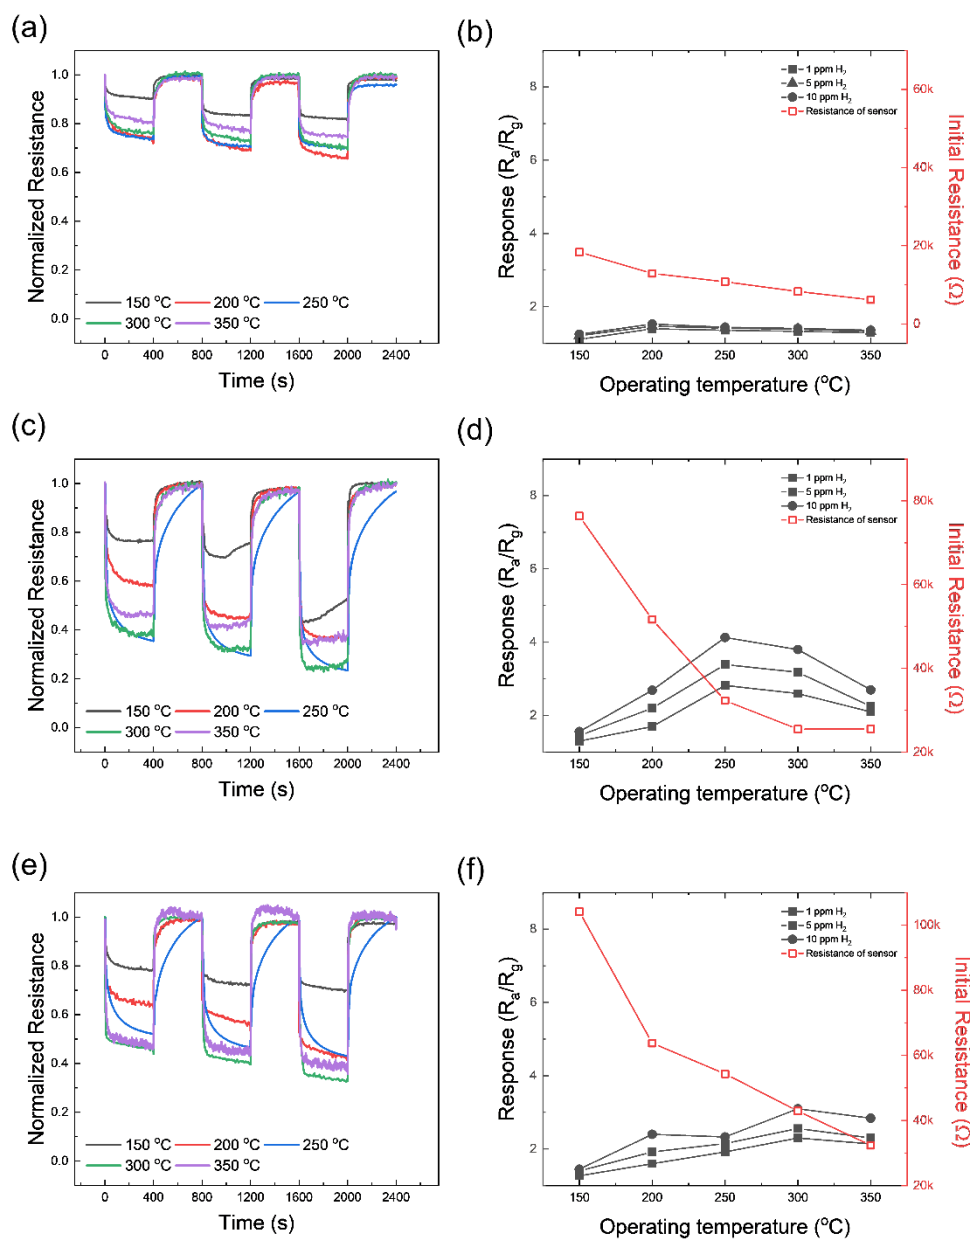 (a)
Normalized Resistance
1.0
0.8
0.6
0.4
0.2
0.0
150 °C 200 °C 250 °C
300 °C 350 °C
0 400 800 1200 1600 2000 2400
Time (s)
(b)
Response (Ra/Rg)
8
6
4
2
1 ppm H₂
5 ppm H₂
10 ppm H₂
Resistance of sensor
60k
40k
20k
0
Initial Resistance (Ω)
150 200 250 300 350
Operating temperature (°C)
(c)
Normalized Resistance
1.0
0.8
0.6
0.4
0.2
0.0
150 °C 200 °C 250 °C
300 °C 350 °C
0 400 800 1200 1600 2000 2400
Time (s)
(d)
Response (Ra/Rg)
8
6
4
2
1 ppm H₂
5 ppm H₂
10 ppm H₂
Resistance of sensor
80k
60k
40k
20k
Initial Resistance (Ω)
150 200 250 300 350
Operating temperature (°C)
(e)
Normalized Resistance
1.0
0.8
0.6
0.4
0.2
0.0
150 °C 200 °C 250 °C
300 °C 350 °C
0 400 800 1200 1600 2000 2400
Time (s)
(f)
Response (Ra/Rg)
8
6
4
2
1 ppm H₂
5 ppm H₂
10 ppm H₂
Resistance of sensor
100k
80k
60k
40k
20k
Initial Resistance (Ω)
150 200 250 300 350
Operating temperature (°C)